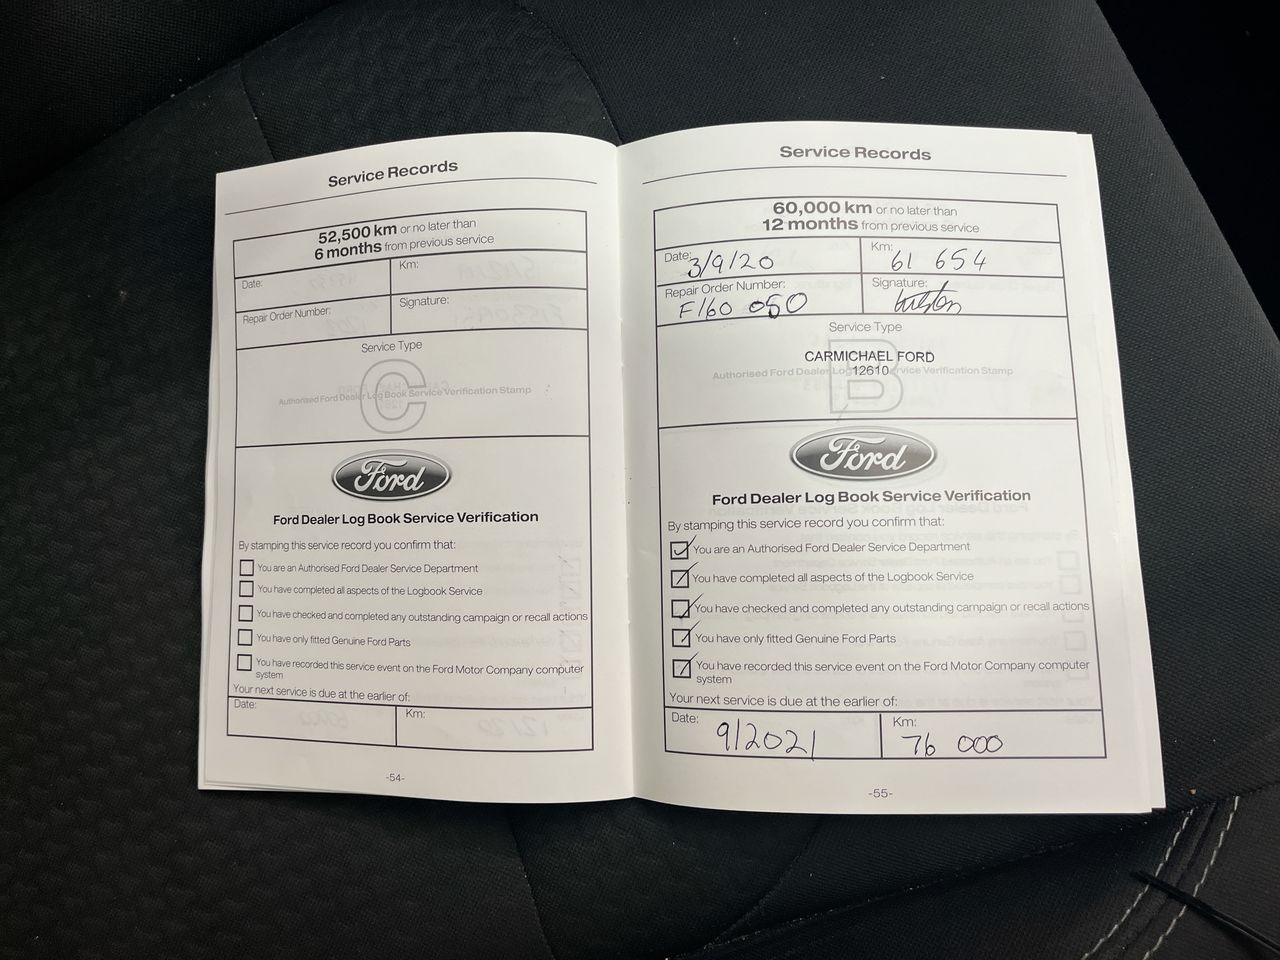 Service Records
52,500 km or no later than
6 months from previous service
Date:
Km:
Repair Order Number:
Signature:
Service Type
C
Authorised Ford Dealer Log Book Service Verification Stamp
Ford
Ford Dealer Log Book Service Verification
By stamping this service record you confirm that:
You are an Authorised Ford Dealer Service Department
You have completed all aspects of the Logbook Service
You have checked and completed any outstanding campaign or recall actions
You have only fitted Genuine Ford Parts
You have recorded this service event on the Ford Motor Company computer
system
Your next service is due at the earlier of:
Date:
Km:
-54-
Service Records
60,000 km or no later than
12 months from previous service
Date: 3/9/20
Km: 61 654
Repair Order Number: F160 050
Signature:
Service Type
B
CARMICHAEL FORD
Authorised Ford Dealer Log 12610 rvice Verification Stamp
Ford
Ford Dealer Log Book Service Verification
By stamping this service record you confirm that:
You are an Authorised Ford Dealer Service Department
You have completed all aspects of the Logbook Service
You have checked and completed any outstanding campaign or recall actions
You have only fitted Genuine Ford Parts
You have recorded this service event on the Ford Motor Company computer
system
Your next service is due at the earlier of:
Date: 9/2021
Km: 76 000
-55-